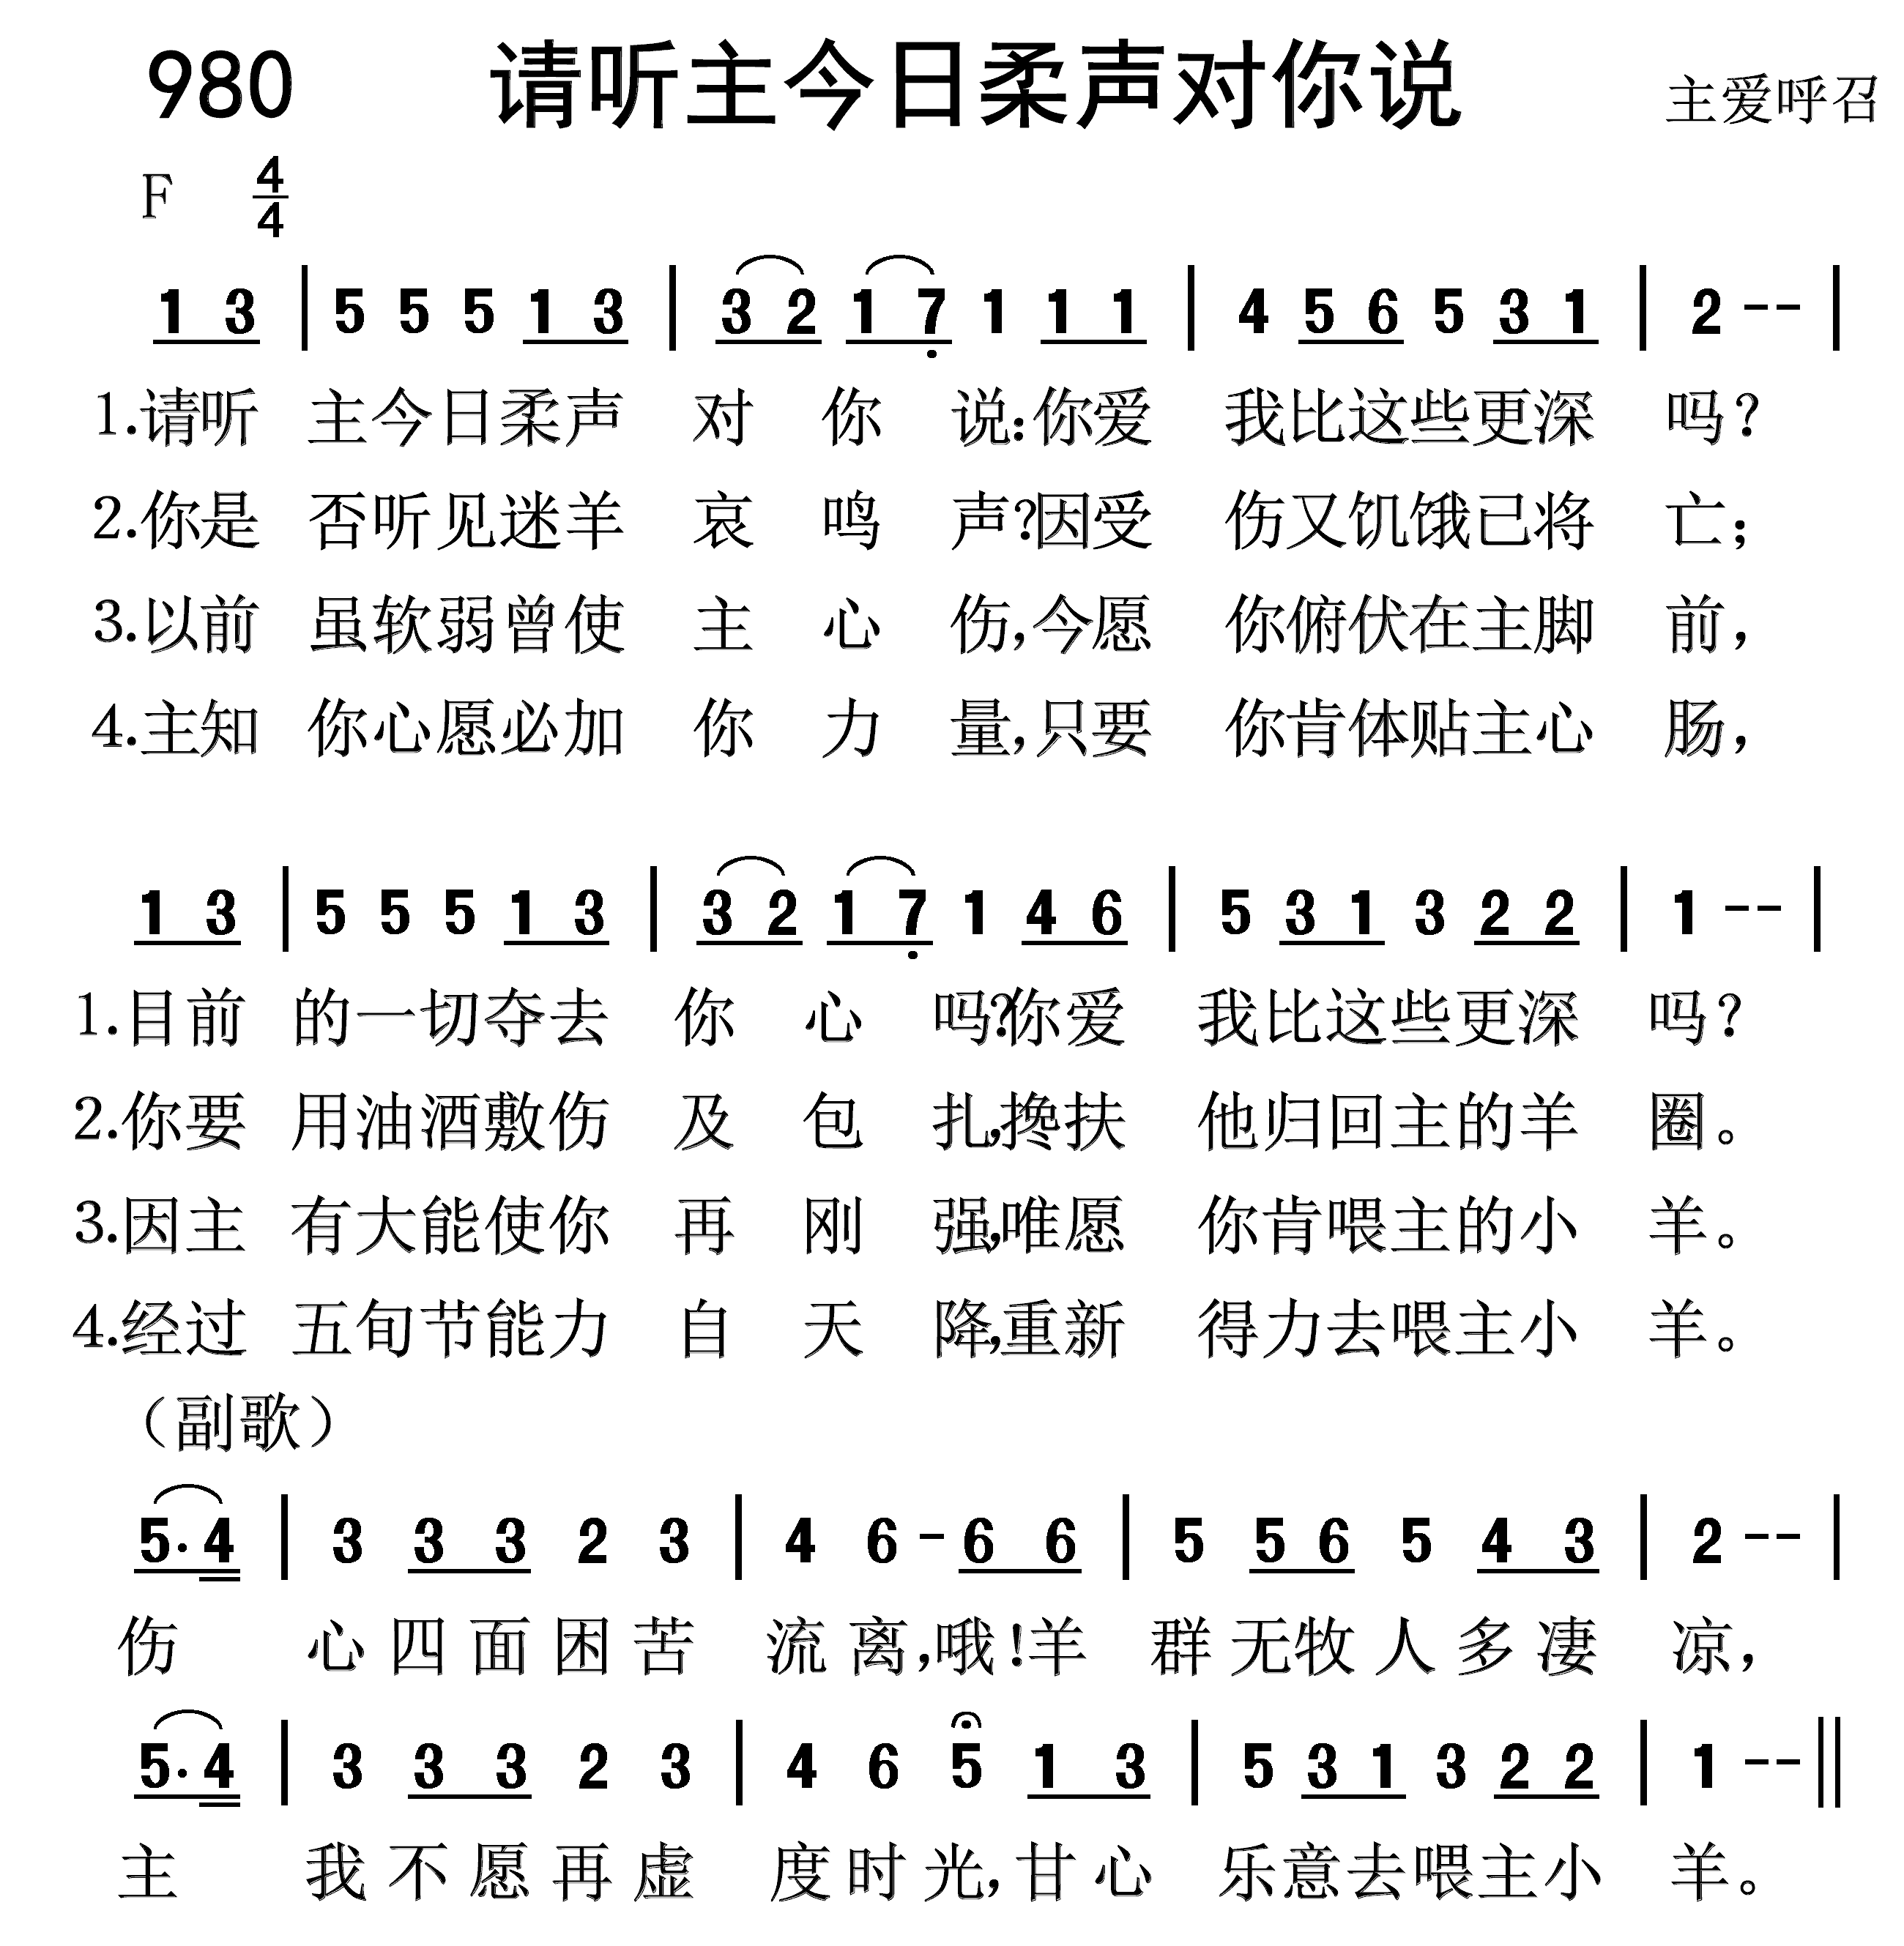 980 请听主今日柔声对你说 主爱呼召
F 4/4
1 3 | 5 5 5 1 3 | 3 2 1 7 1 1 1 | 4 5 6 5 3 1 | 2 - - |
1.请听 主今日柔声 对 你 说:你爱 我比这些更深 吗?
2.你是 否听见迷羊 哀 鸣 声?因受 伤又饥饿已将 亡;
3.以前 虽软弱曾使 主 心 伤,今愿 你俯伏在主脚 前,
4.主知 你心愿必加 你 力 量,只要 你肯体贴主心 肠,
1 3 | 5 5 5 1 3 | 3 2 1 7 1 4 6 | 5 3 1 3 2 2 | 1 - - |
1.目前 的一切夺去 你 心 吗?你爱 我比这些更深 吗?
2.你要 用油酒敷伤 及 包 扎,搀扶 他归回主的羊 圈。
3.因主 有大能使你 再 刚 强,唯愿 你肯喂主的小 羊。
4.经过 五旬节能力 自 天 降,重新 得力去喂主小 羊。
（副歌）
5. 4 | 3 3 3 2 3 | 4 6 - 6 6 | 5 5 6 5 4 3 | 2 - - |
伤 心四面困苦 流离,哦!羊 群无牧人多凄 凉,
5. 4 | 3 3 3 2 3 | 4 6 5 1 3 | 5 3 1 3 2 2 | 1 - - ||
主 我不愿再虚 度时光,甘心 乐意去喂主小 羊。